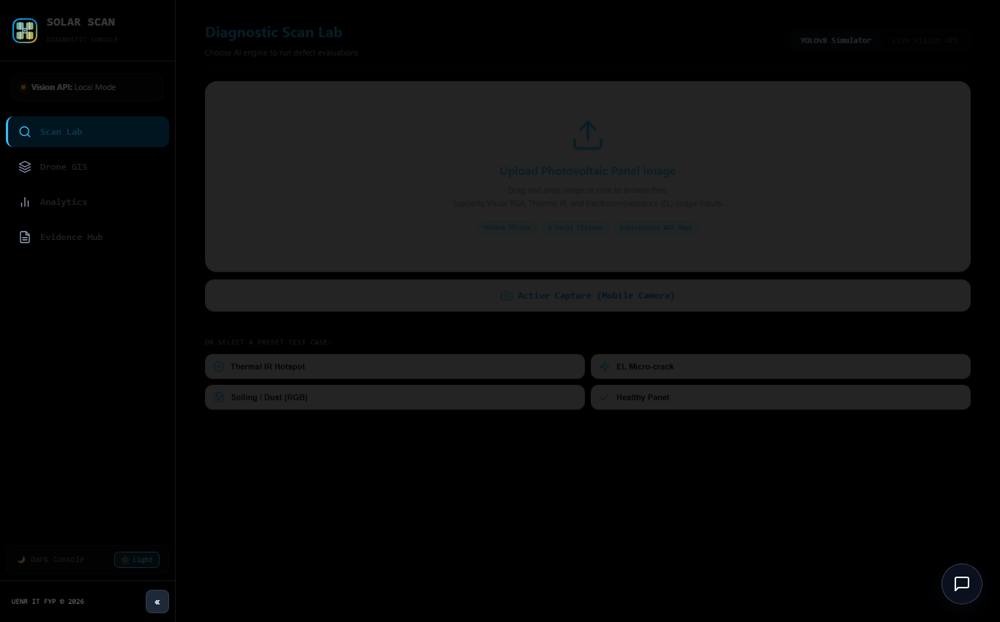 SOLAR SCAN
DIAGNOSTIC CONSOLE
Vision API: Local Mode
Scan Lab
Drone GIS
Analytics
Evidence Hub
🌙 Dark Console
Light
UENR IT FYP © 2026
«
Diagnostic Scan Lab
Choose AI engine to run defect evaluations
YOLOv8 Simulator
Live Vision API
Upload Photovoltaic Panel Image
Drag and drop image or click to browse files.
Supports Visual RGB, Thermal IR, and Electroluminescence (EL) image inputs.
YOLOv8 TFLite
8 Fault Classes
Explainable XAI Maps
Active Capture (Mobile Camera)
OR SELECT A PRESET TEST CASE:
Thermal IR Hotspot
EL Micro-crack
Soiling / Dust (RGB)
Healthy Panel